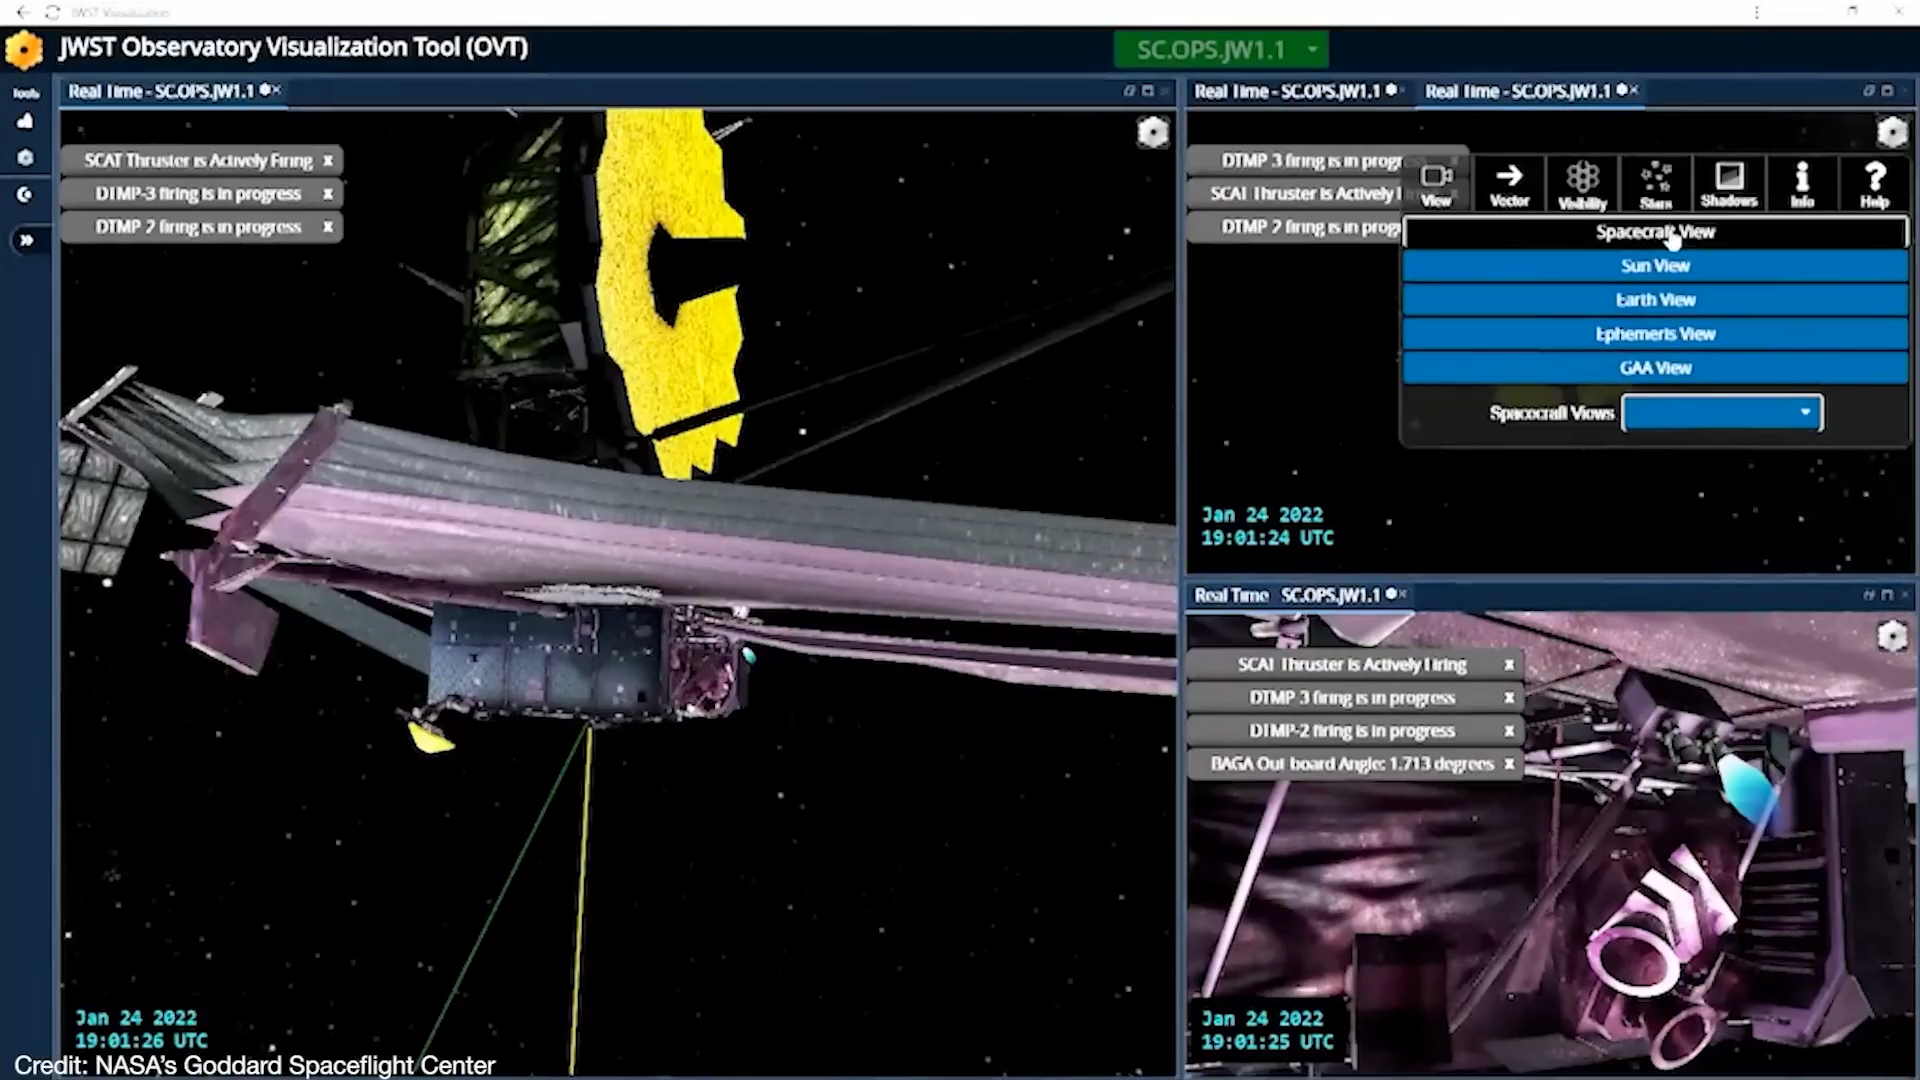 JWST Visualization
JWST Observatory Visualization Tool (OVT)
SC.OPS.JW1.1
Tools
Real Time - SC.OPS.JW1.1
SCAT Thruster is Actively Firing x
DTMP-3 firing is in progress x
DTMP 2 firing is in progress x
Jan 24 2022
19:01:26 UTC
Credit: NASA's Goddard Spaceflight Center
Real Time - SC.OPS.JW1.1
Real Time - SC.OPS.JW1.1
DTMP 3 firing is in progr
SCAT Thruster is Actively
DTMP 2 firing is in progr
View Vector Visibility Stars Shadows Info Help
Spacecraft View
Sun View
Earth View
Ephemeris View
GAA View
Spacecraft Views
Jan 24 2022
19:01:24 UTC
Real Time SC.OPS.JW1.1
SCAT Thruster is Actively Firing x
DTMP 3 firing is in progress x
DTMP-2 firing is in progress x
BAGA Out board Angle: 1.713 degrees x
Jan 24 2022
19:01:25 UTC